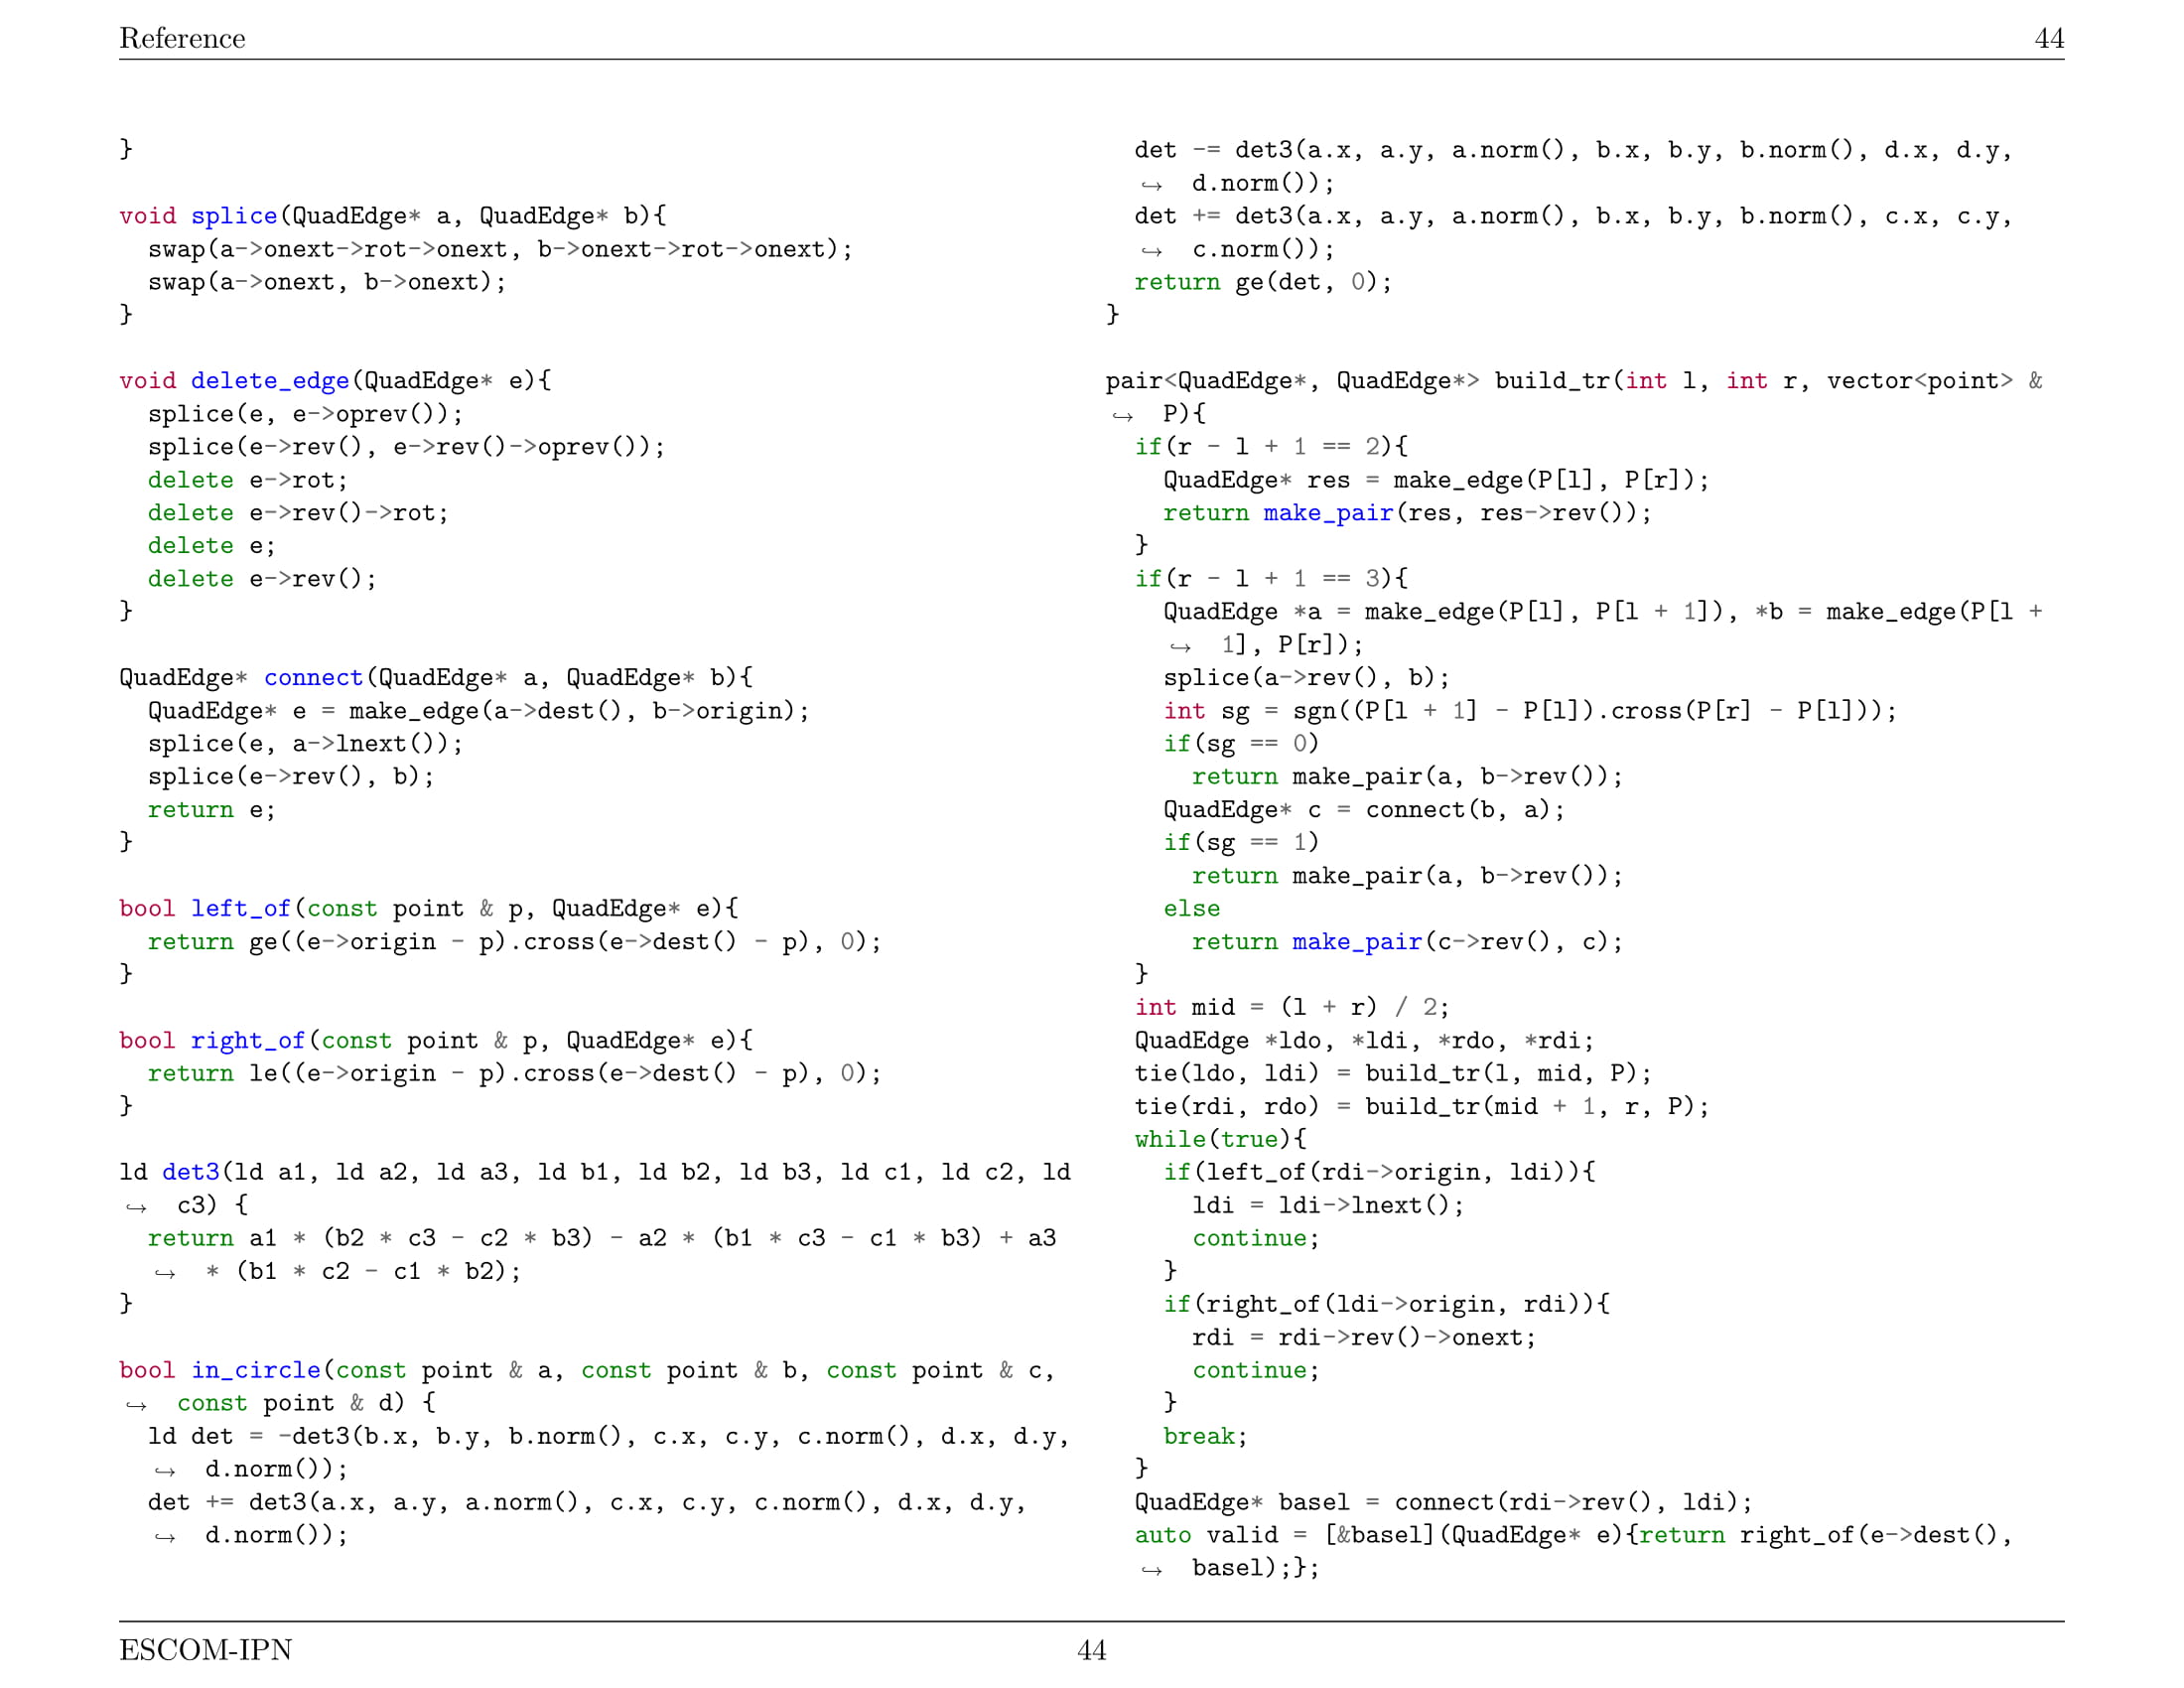 Reference 44
}
void splice(QuadEdge* a, QuadEdge* b){
  swap(a->onext->rot->onext, b->onext->rot->onext);
  swap(a->onext, b->onext);
}
void delete_edge(QuadEdge* e){
  splice(e, e->oprev());
  splice(e->rev(), e->rev()->oprev());
  delete e->rot;
  delete e->rev()->rot;
  delete e;
  delete e->rev();
}
QuadEdge* connect(QuadEdge* a, QuadEdge* b){
  QuadEdge* e = make_edge(a->dest(), b->origin);
  splice(e, a->lnext());
  splice(e->rev(), b);
  return e;
}
bool left_of(const point & p, QuadEdge* e){
  return ge((e->origin - p).cross(e->dest() - p), 0);
}
bool right_of(const point & p, QuadEdge* e){
  return le((e->origin - p).cross(e->dest() - p), 0);
}
ld det3(ld a1, ld a2, ld a3, ld b1, ld b2, ld b3, ld c1, ld c2, ld
↪ c3) {
  return a1 * (b2 * c3 - c2 * b3) - a2 * (b1 * c3 - c1 * b3) + a3
  ↪ * (b1 * c2 - c1 * b2);
}
bool in_circle(const point & a, const point & b, const point & c,
↪ const point & d) {
  ld det = -det3(b.x, b.y, b.norm(), c.x, c.y, c.norm(), d.x, d.y,
  ↪ d.norm());
  det += det3(a.x, a.y, a.norm(), c.x, c.y, c.norm(), d.x, d.y,
  ↪ d.norm());
  det -= det3(a.x, a.y, a.norm(), b.x, b.y, b.norm(), d.x, d.y,
  ↪ d.norm());
  det += det3(a.x, a.y, a.norm(), b.x, b.y, b.norm(), c.x, c.y,
  ↪ c.norm());
  return ge(det, 0);
}
pair<QuadEdge*, QuadEdge*> build_tr(int l, int r, vector<point> &
↪ P){
  if(r - l + 1 == 2){
    QuadEdge* res = make_edge(P[l], P[r]);
    return make_pair(res, res->rev());
  }
  if(r - l + 1 == 3){
    QuadEdge *a = make_edge(P[l], P[l + 1]), *b = make_edge(P[l +
    ↪ 1], P[r]);
    splice(a->rev(), b);
    int sg = sgn((P[l + 1] - P[l]).cross(P[r] - P[l]));
    if(sg == 0)
      return make_pair(a, b->rev());
    QuadEdge* c = connect(b, a);
    if(sg == 1)
      return make_pair(a, b->rev());
    else
      return make_pair(c->rev(), c);
  }
  int mid = (l + r) / 2;
  QuadEdge *ldo, *ldi, *rdo, *rdi;
  tie(ldo, ldi) = build_tr(l, mid, P);
  tie(rdi, rdo) = build_tr(mid + 1, r, P);
  while(true){
    if(left_of(rdi->origin, ldi)){
      ldi = ldi->lnext();
      continue;
    }
    if(right_of(ldi->origin, rdi)){
      rdi = rdi->rev()->onext;
      continue;
    }
    break;
  }
  QuadEdge* basel = connect(rdi->rev(), ldi);
  auto valid = [&basel](QuadEdge* e){return right_of(e->dest(),
  ↪ basel);};
ESCOM-IPN 44